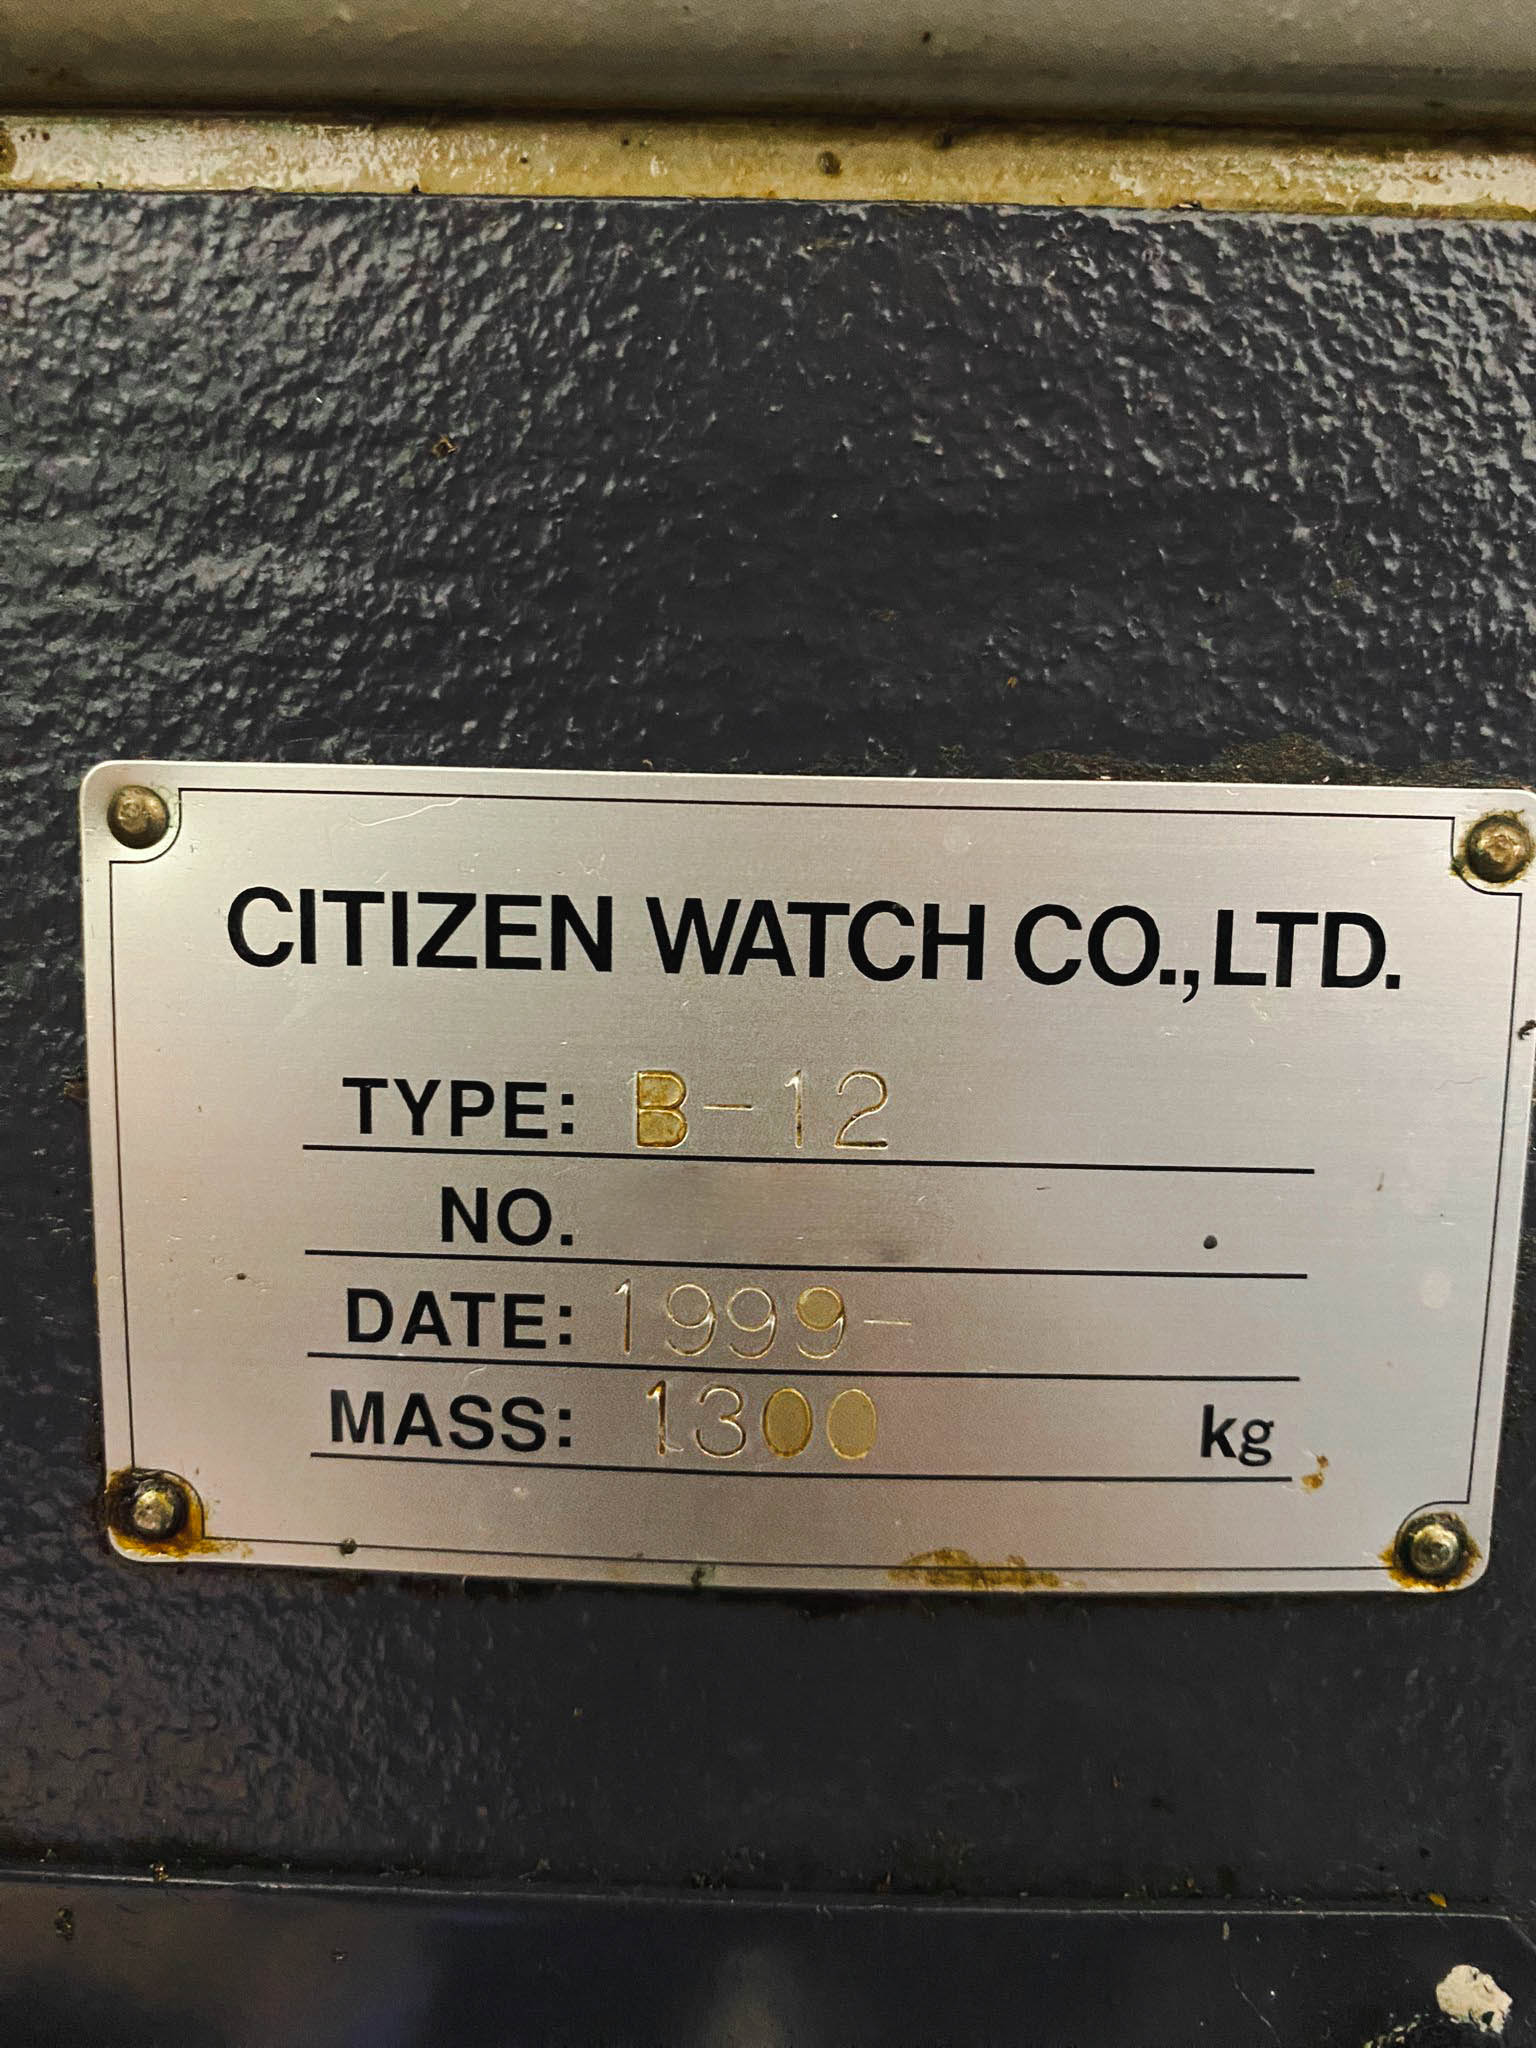 CITIZEN WATCH CO.,LTD.
TYPE: B-12
NO.
DATE: 1999-
MASS: 1300 kg